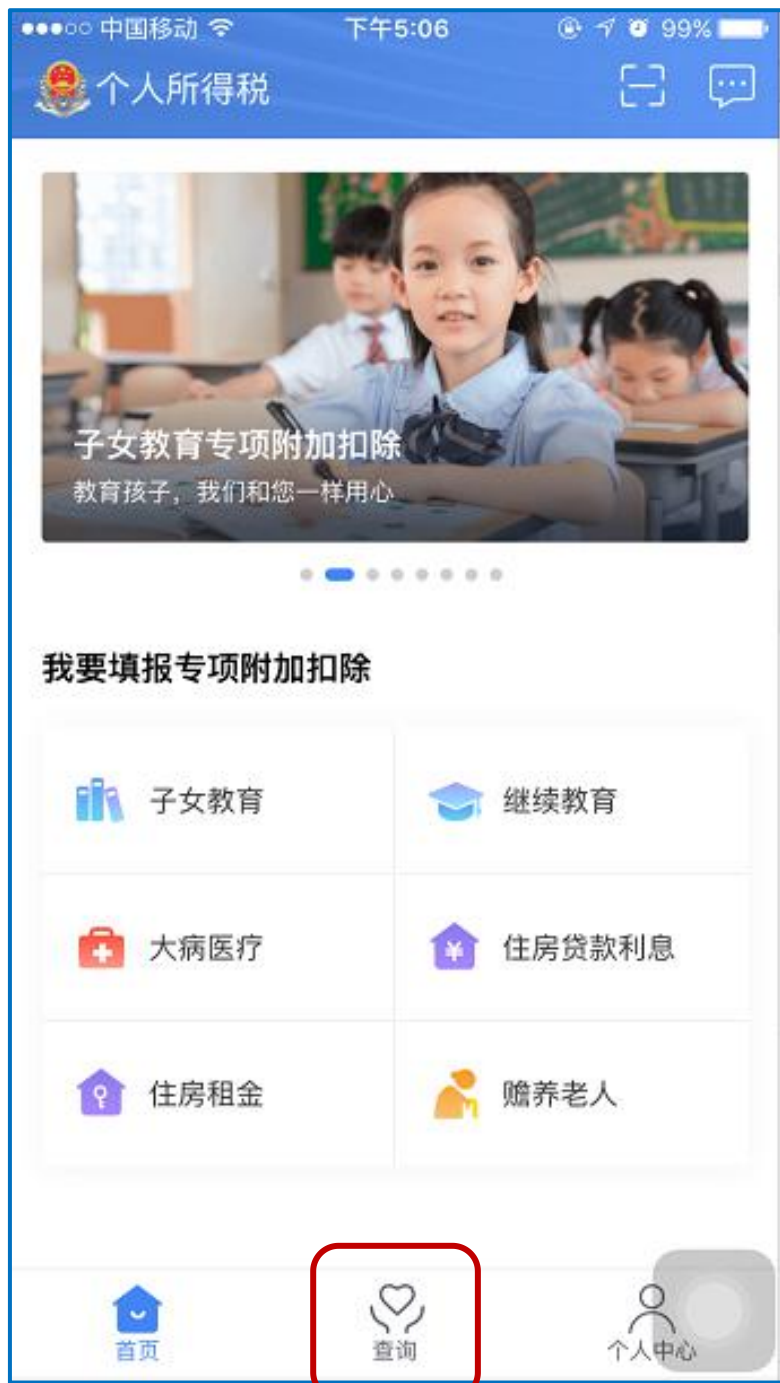 中国移动 下午5:06 99%
个人所得税
子女教育专项附加扣除
教育孩子，我们和您一样用心
我要填报专项附加扣除
子女教育 继续教育
大病医疗 住房贷款利息
住房租金 赡养老人
首页 查询 个人中心